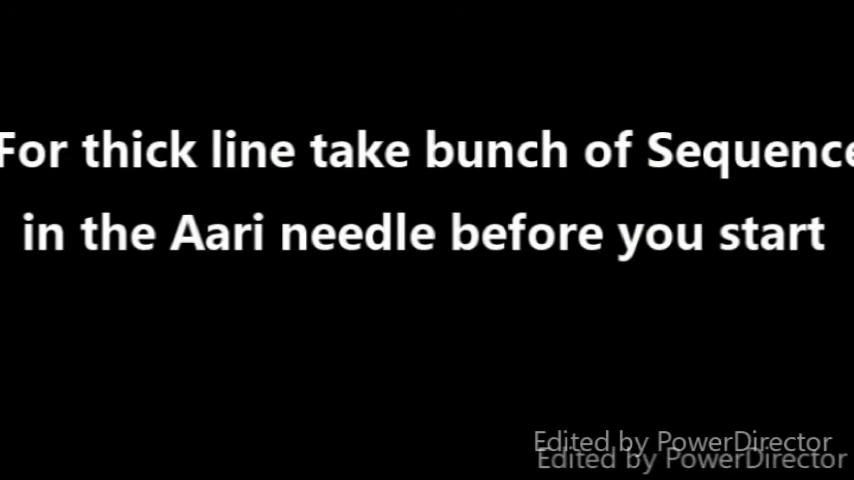 For thick line take bunch of Sequence
in the Aari needle before you start
Edited by PowerDirector
Edited by PowerDirector